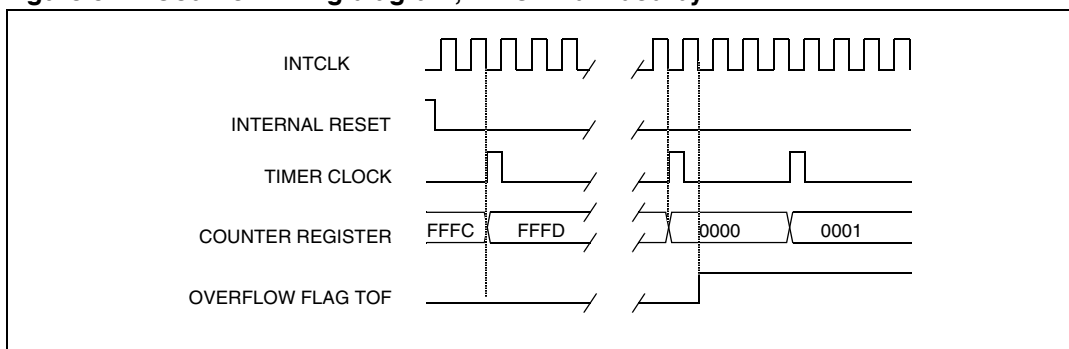 INTCLK
INTERNAL RESET
TIMER CLOCK
COUNTER REGISTER
FFFC
FFFD
0000
0001
OVERFLOW FLAG TOF